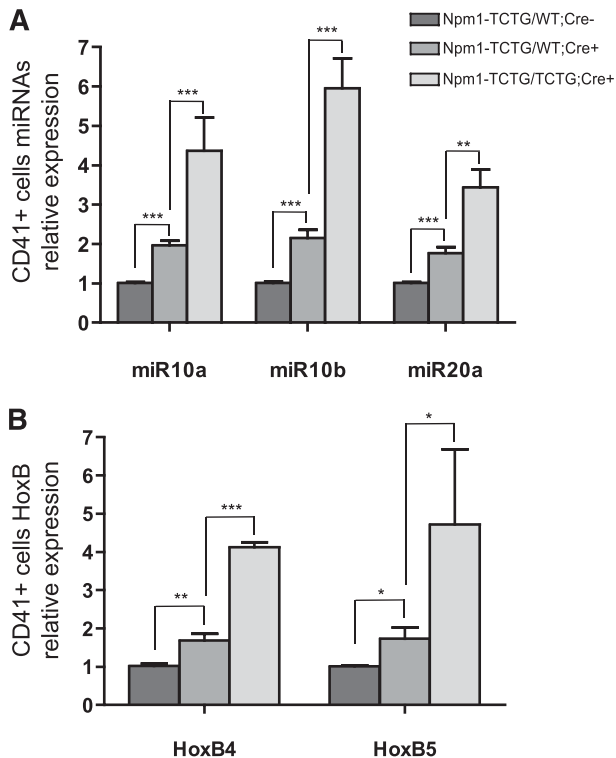 A
Npm1-TCTG/WT;Cre-
Npm1-TCTG/WT;Cre+
Npm1-TCTG/TCTG;Cre+
CD41+ cells miRNAs
relative expression
7
6
5
4
3
2
1
0
***
***
***
***
***
**
miR10a
miR10b
miR20a
B
CD41+ cells HoxB
relative expression
7
6
5
4
3
2
1
0
**
***
*
*
HoxB4
HoxB5